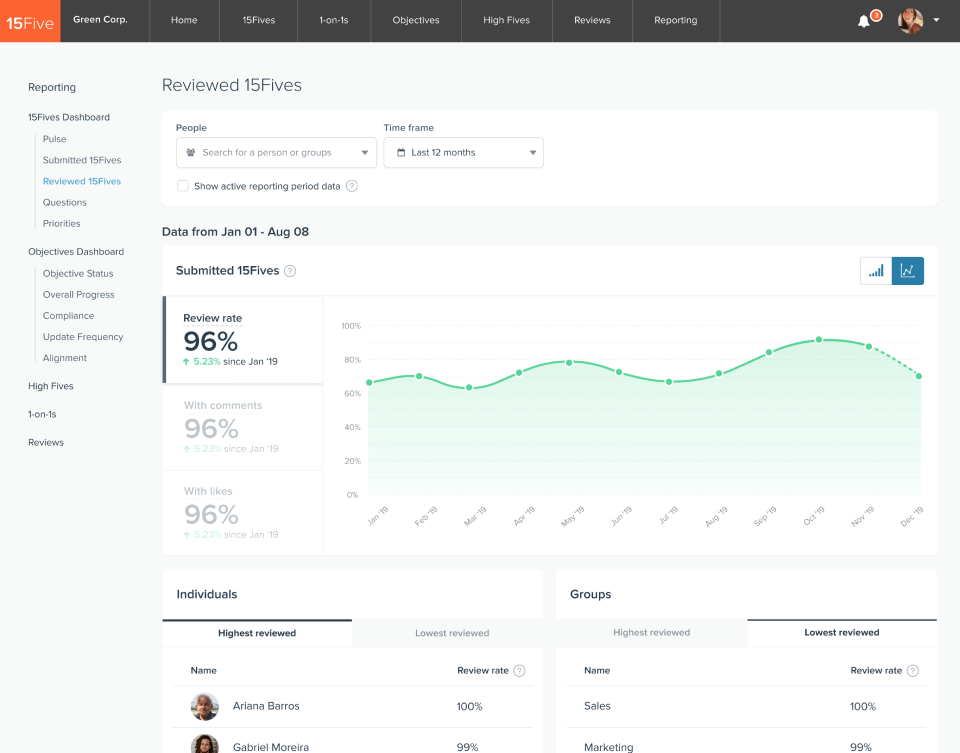 15Five
Green Corp.
Home
15Fives
1-on-1s
Objectives
High Fives
Reviews
Reporting
3
Reporting
15Fives Dashboard
Pulse
Submitted 15Fives
Reviewed 15Fives
Questions
Priorities
Objectives Dashboard
Objective Status
Overall Progress
Compliance
Update Frequency
Alignment
High Fives
1-on-1s
Reviews
Reviewed 15Fives
People
Time frame
Search for a person or groups
Last 12 months
Show active reporting period data ?
Data from Jan 01 - Aug 08
Submitted 15Fives ?
Review rate
96%
5.23% since Jan '19
With comments
96%
5.23% since Jan '19
With likes
96%
5.23% since Jan '19
100%
80%
60%
40%
20%
0%
Jan '19
Feb '19
Mar '19
Apr '19
May '19
Jun '19
Jul '19
Aug '19
Sep '19
Oct '19
Nov '19
Dec '19
Individuals
Highest reviewed
Lowest reviewed
Name
Review rate ?
Ariana Barros
100%
Gabriel Moreira
99%
Groups
Highest reviewed
Lowest reviewed
Name
Review rate ?
Sales
100%
Marketing
99%